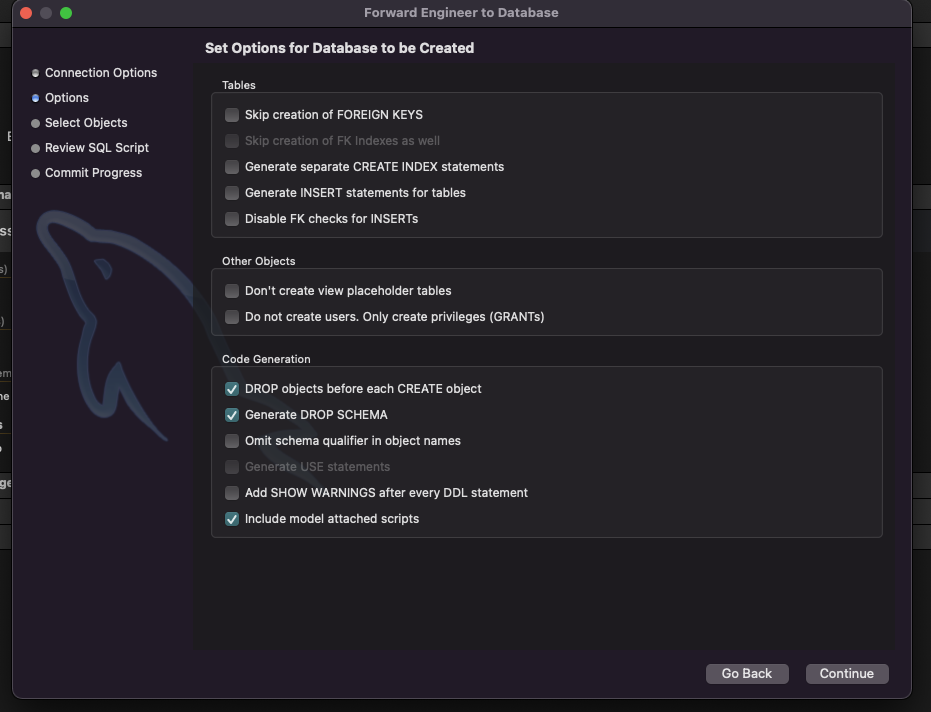 Forward Engineer to Database
Set Options for Database to be Created
Connection Options
Options
Select Objects
Review SQL Script
Commit Progress
Tables
Skip creation of FOREIGN KEYS
Skip creation of FK Indexes as well
Generate separate CREATE INDEX statements
Generate INSERT statements for tables
Disable FK checks for INSERTs
Other Objects
Don't create view placeholder tables
Do not create users. Only create privileges (GRANTs)
Code Generation
DROP objects before each CREATE object
Generate DROP SCHEMA
Omit schema qualifier in object names
Generate USE statements
Add SHOW WARNINGS after every DDL statement
Include model attached scripts
Go Back
Continue